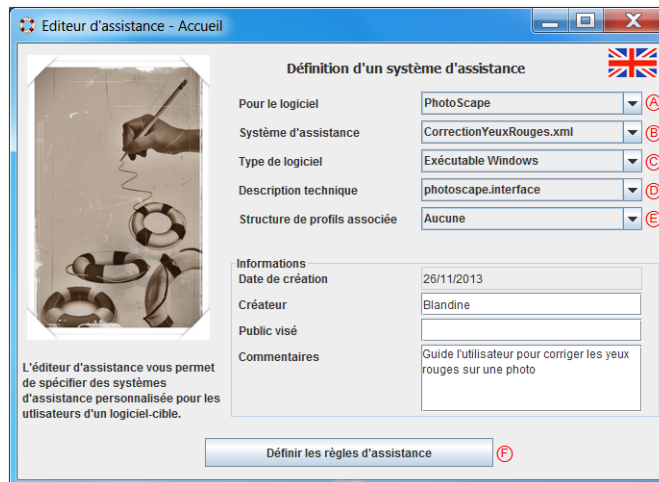 Editeur d'assistance - Accueil
Définition d'un système d'assistance
Pour le logiciel PhotoScape A
Système d'assistance CorrectionYeuxRouges.xml B
Type de logiciel Exécutable Windows C
Description technique photoscape.interface D
Structure de profils associée Aucune E
Informations
Date de création 26/11/2013
Créateur Blandine
Public visé
Commentaires Guide l'utilisateur pour corriger les yeux
rouges sur une photo
L'éditeur d'assistance vous permet
de spécifier des systèmes
d'assistance personnalisée pour les
utlisateurs d'un logiciel-cible.
Définir les règles d'assistance F